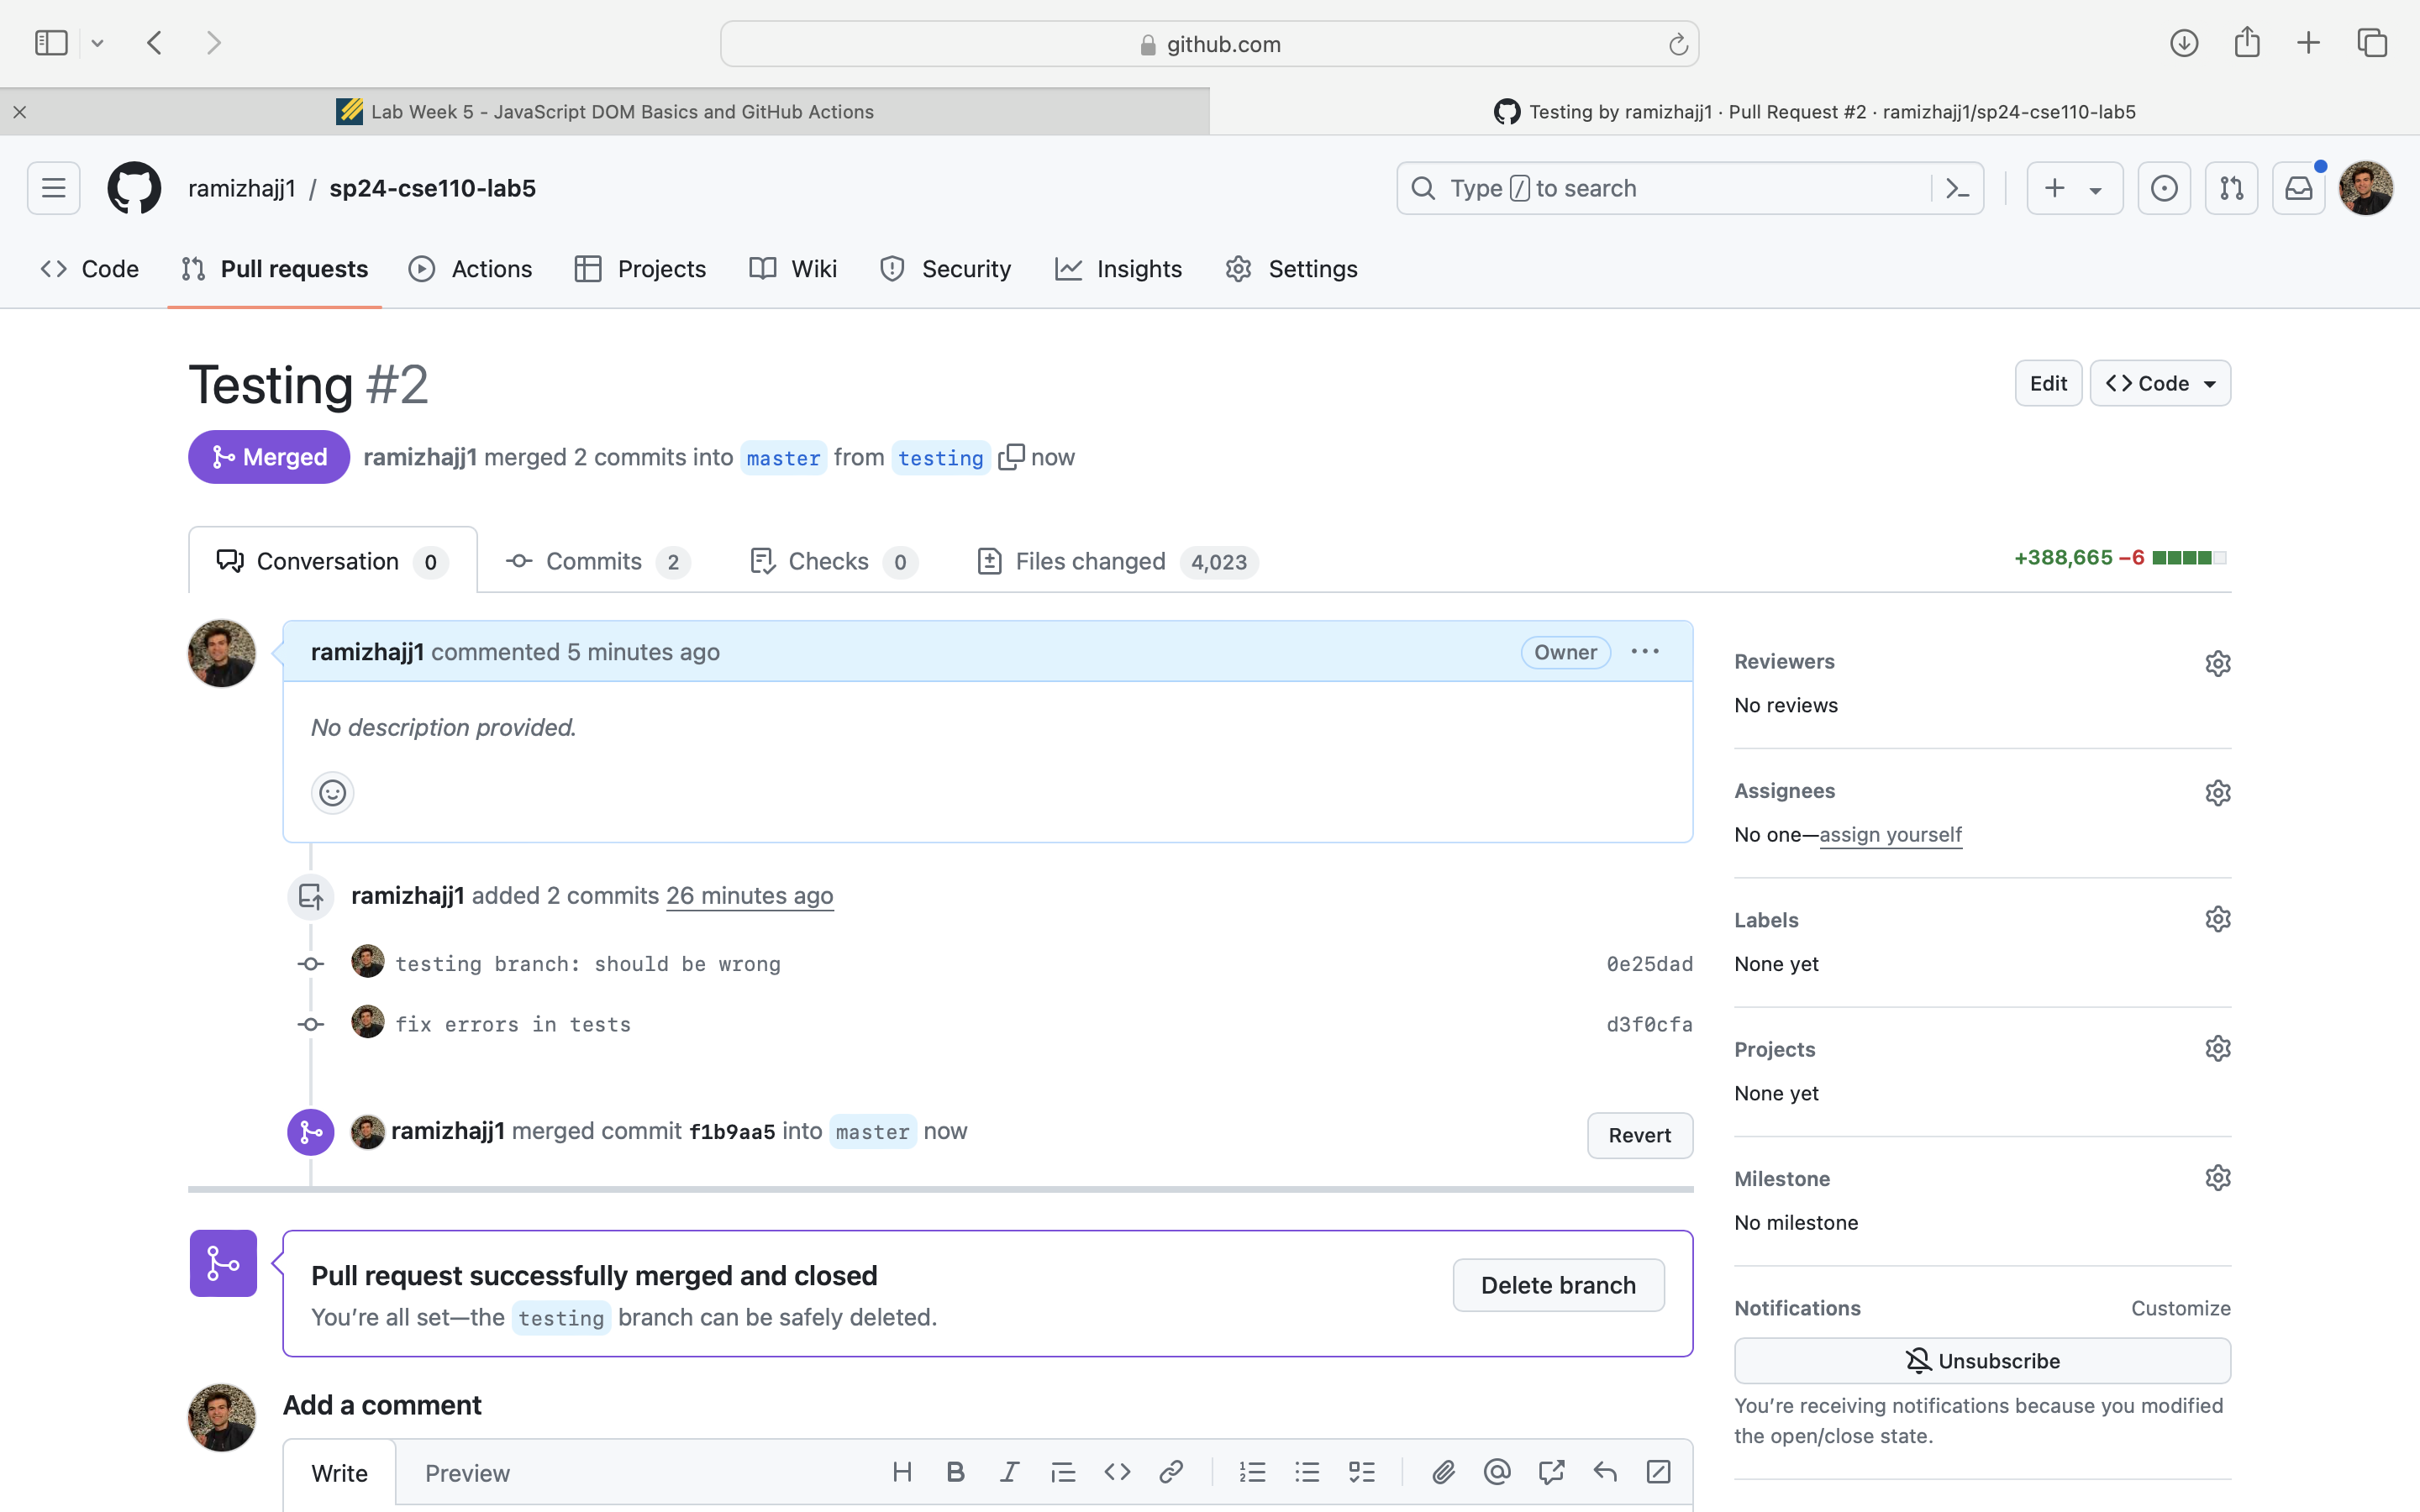 github.com
Lab Week 5 - JavaScript DOM Basics and GitHub Actions
Testing by ramizhajj1 · Pull Request #2 · ramizhajj1/sp24-cse110-lab5
ramizhajj1 / sp24-cse110-lab5
Type / to search
Code Pull requests Actions Projects Wiki Security Insights Settings
Testing #2
Edit
Code
Merged ramizhajj1 merged 2 commits into master from testing now
Conversation 0 Commits 2 Checks 0 Files changed 4,023
+388,665 −6
ramizhajj1 commented 5 minutes ago
Owner
No description provided.
ramizhajj1 added 2 commits 26 minutes ago
testing branch: should be wrong 0e25dad
fix errors in tests d3f0cfa
ramizhajj1 merged commit f1b9aa5 into master now
Revert
Pull request successfully merged and closed
You’re all set—the testing branch can be safely deleted.
Delete branch
Add a comment
Write Preview
Reviewers
No reviews
Assignees
No one—assign yourself
Labels
None yet
Projects
None yet
Milestone
No milestone
Notifications Customize
Unsubscribe
You’re receiving notifications because you modified
the open/close state.